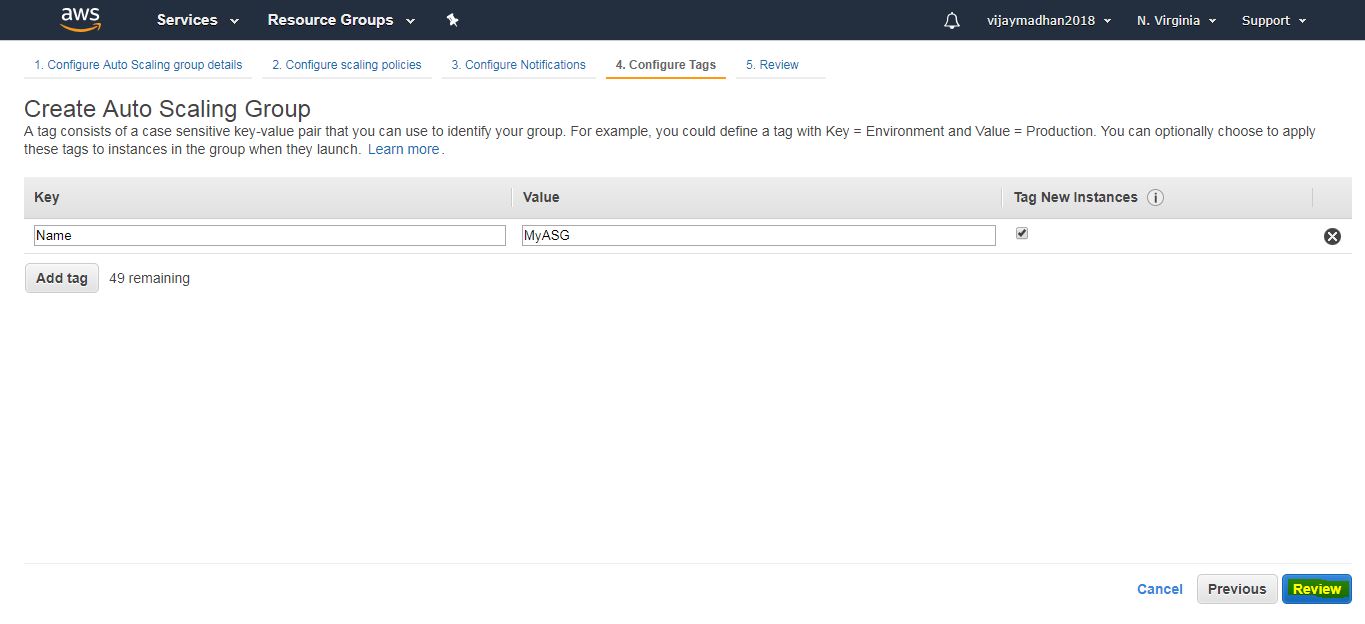 aws Services Resource Groups vijaymadhan2018 N. Virginia Support
1. Configure Auto Scaling group details 2. Configure scaling policies 3. Configure Notifications 4. Configure Tags 5. Review
Create Auto Scaling Group
A tag consists of a case sensitive key-value pair that you can use to identify your group. For example, you could define a tag with Key = Environment and Value = Production. You can optionally choose to apply
these tags to instances in the group when they launch. Learn more.
Key Value Tag New Instances i
Name MyASG
Add tag 49 remaining
Cancel Previous Review